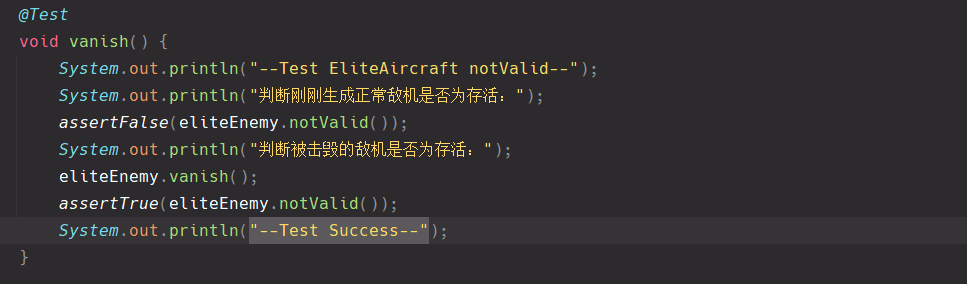 @Test
void vanish() {
System.out.println("--Test EliteAircraft notValid--");
System.out.println("判断刚刚生成正常敌机是否为存活：");
assertFalse(eliteEnemy.notValid());
System.out.println("判断被击毁的敌机是否为存活：");
eliteEnemy.vanish();
assertTrue(eliteEnemy.notValid());
System.out.println("--Test Success--");
}